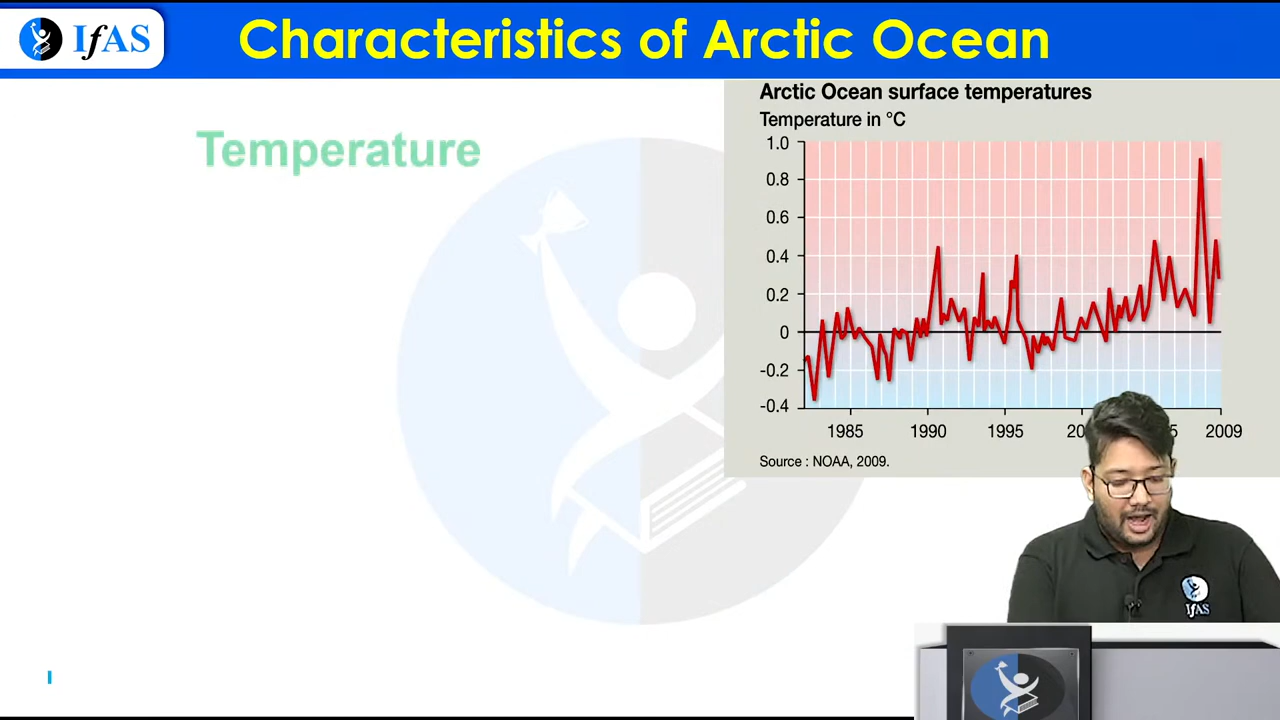 IfAS
Characteristics of Arctic Ocean
Temperature
Arctic Ocean surface temperatures
Temperature in °C
1.0
0.8
0.6
0.4
0.2
0
-0.2
-0.4
1985 1990 1995 2009
Source : NOAA, 2009.
IfAS